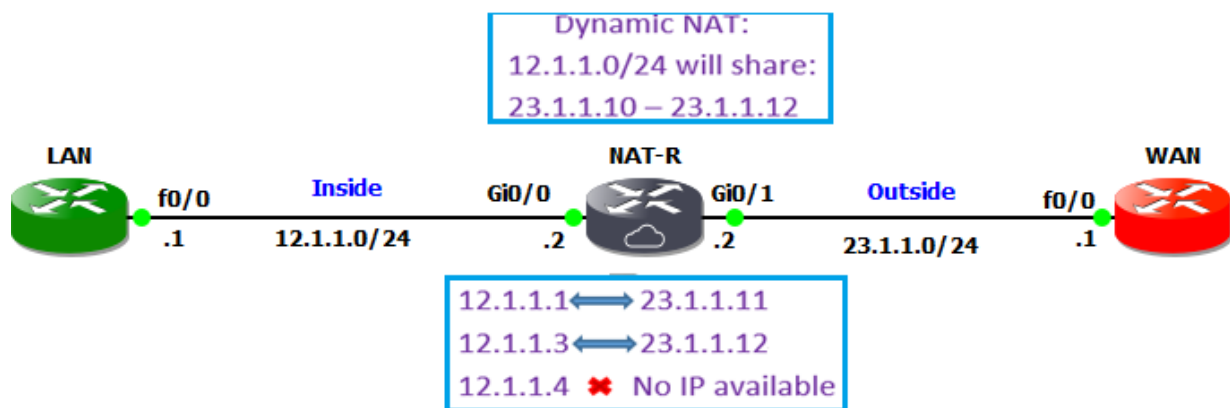 Dynamic NAT:
12.1.1.0/24 will share:
23.1.1.10 – 23.1.1.12
LAN
NAT-R
WAN
f0/0
Inside
Gi0/0
Gi0/1
Outside
f0/0
.1
12.1.1.0/24
.2
.2
23.1.1.0/24
.1
12.1.1.1 23.1.1.11
12.1.1.3 23.1.1.12
12.1.1.4 No IP available